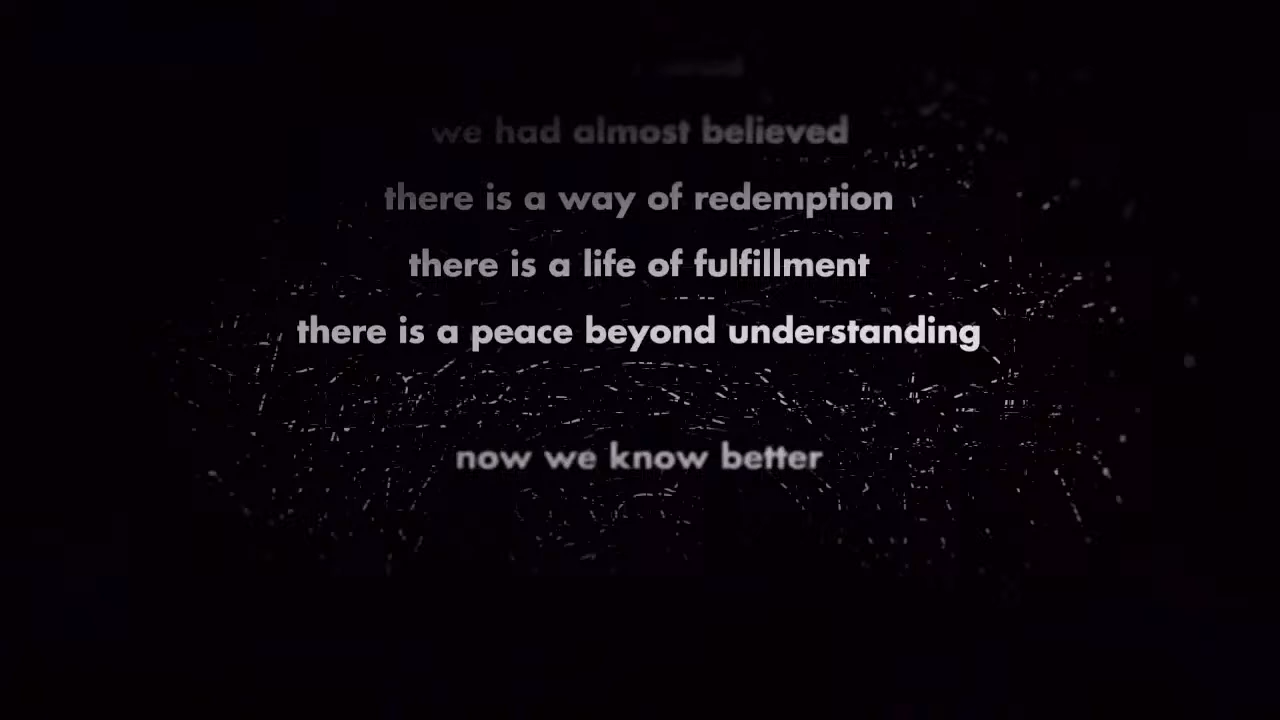 we had almost believed
there is a way of redemption
there is a life of fulfillment
there is a peace beyond understanding
now we know better